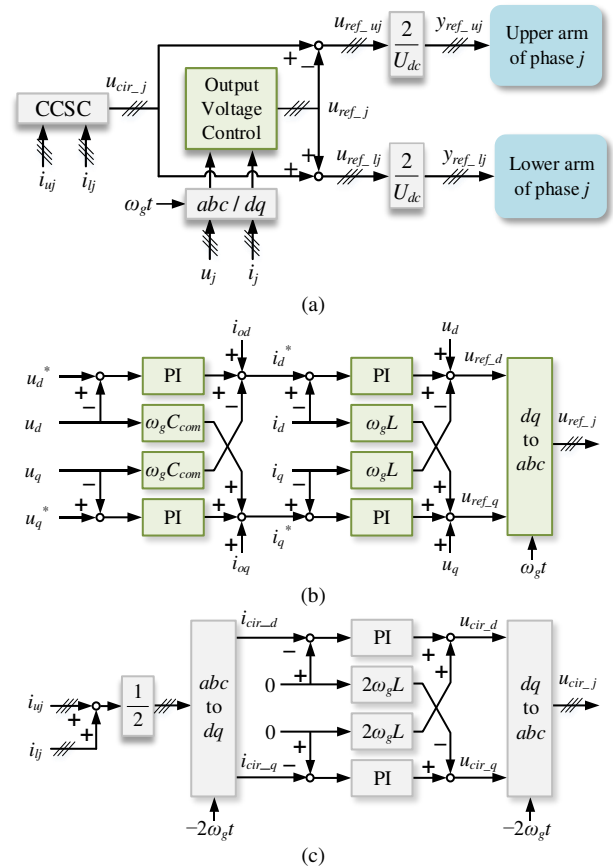 u_ref_uj
2
U_dc
y_ref_uj
Upper arm
of phase j
+
−
u_cir_j
CCSC
Output
Voltage
Control
u_ref_j
i_uj
i_lj
+
+
u_ref_lj
2
U_dc
y_ref_lj
Lower arm
of phase j
ω_g t
abc / dq
u_j
i_j
(a)
i_od
u_d
u_d*
+
−
PI
+
+
−
i_d*
+
−
PI
+
+
−
u_ref_d
u_d
ω_g C_com
i_d
ω_g L
dq
to
abc
u_ref_j
u_q
ω_g C_com
i_q
ω_g L
u_q*
−
+
PI
+
+
+
i_q*
−
+
PI
+
+
+
u_ref_q
i_oq
u_q
ω_g t
(b)
i_cir_d
−
+
PI
+
+
u_cir_d
i_uj
+
+
i_lj
1
2
abc
to
dq
0
2ω_g L
0
2ω_g L
dq
to
abc
u_cir_j
i_cir_q
+
−
PI
−
+
u_cir_q
−2ω_g t
−2ω_g t
(c)